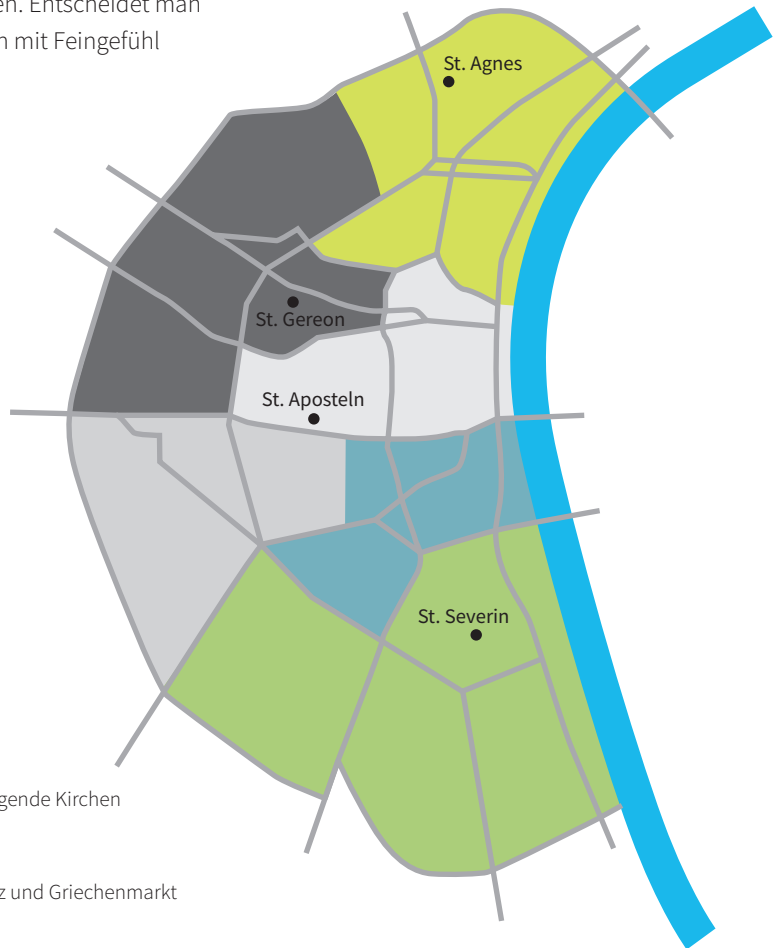 en. Entscheidet man
n mit Feingefühl
St. Agnes
St. Gereon
St. Aposteln
St. Severin
gende Kirchen
z und Griechenmarkt